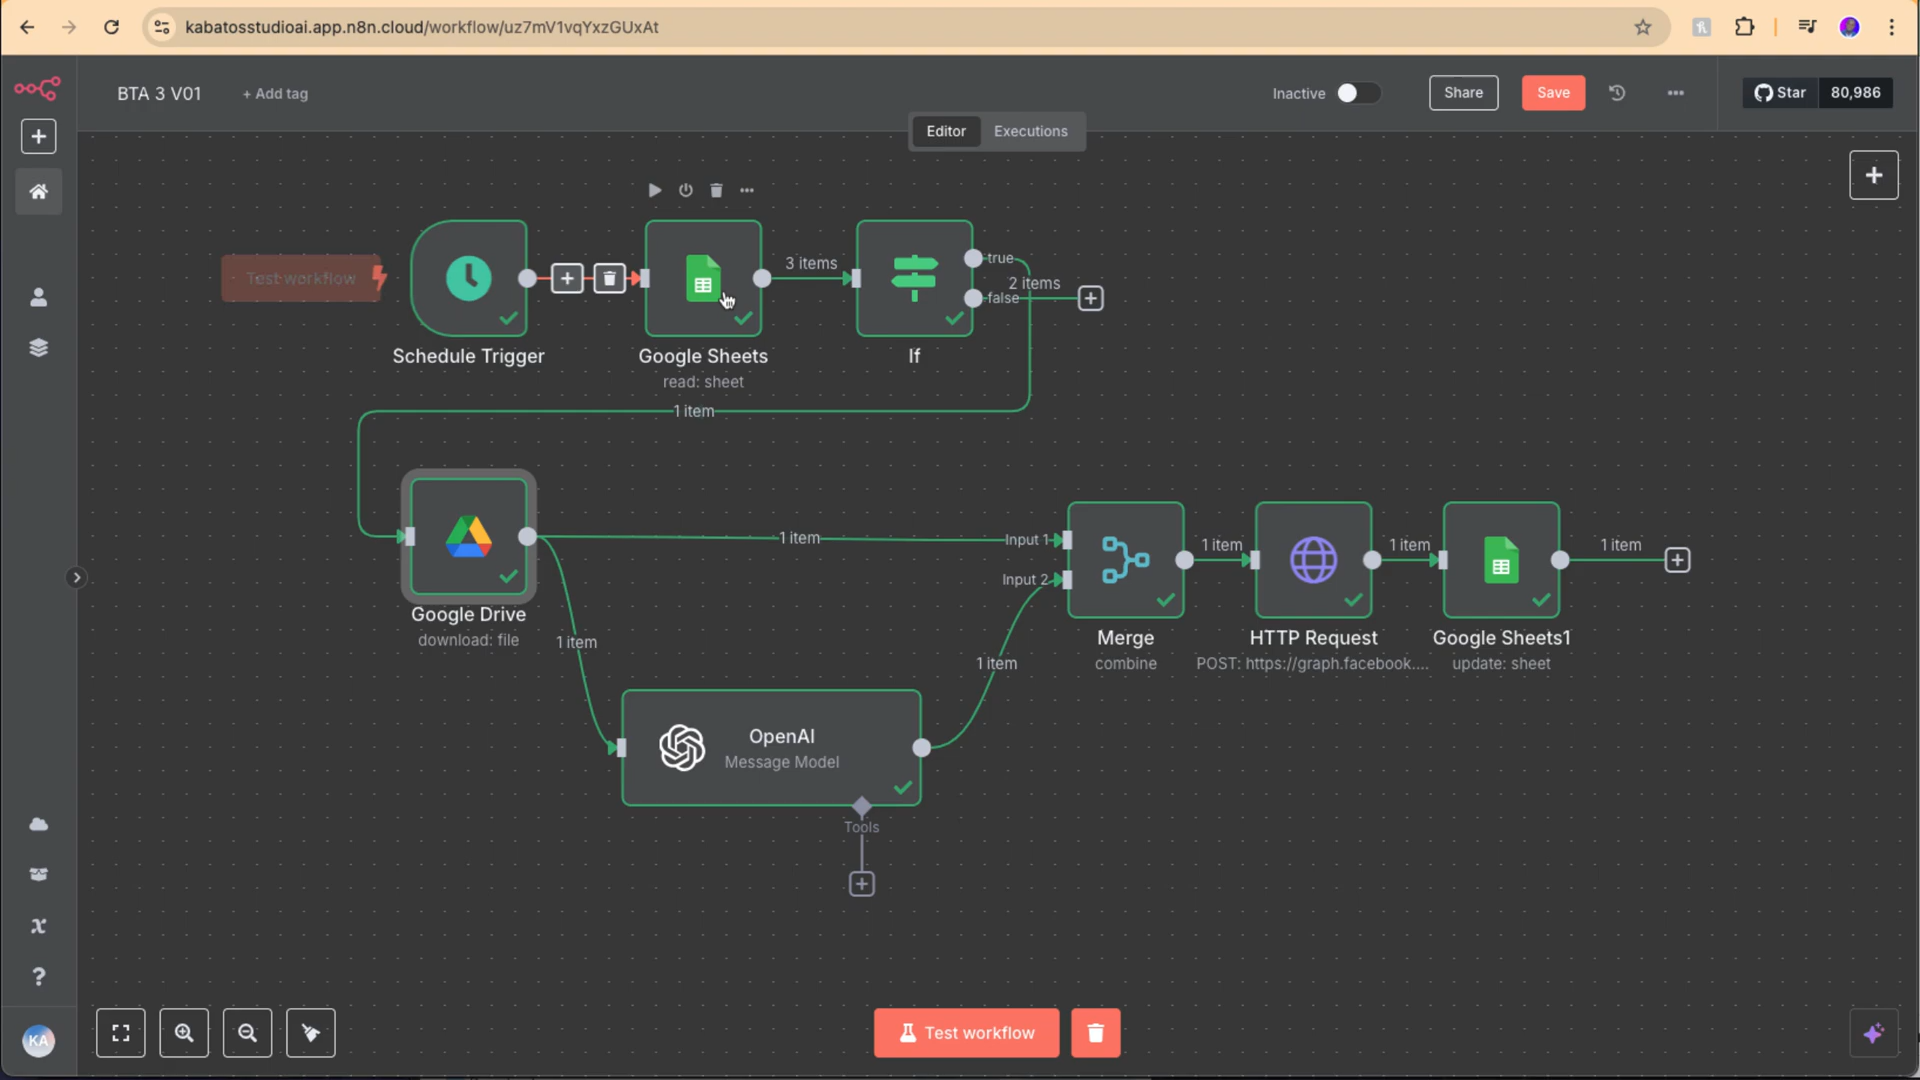 kabatosstudioai.app.n8n.cloud/workflow/uz7mV1vqYxzGUxAt
BTA 3 V01
+ Add tag
Inactive
Share
Save
Star
80,986
Editor
Executions
Test workflow
3 items
true
2 items
false
Schedule Trigger
Google Sheets
read: sheet
If
1 item
1 item
Input 1
Input 2
1 item
1 item
1 item
Google Drive
download: file
1 item
Merge
combine
HTTP Request
POST: https://graph.facebook....
Google Sheets1
update: sheet
1 item
OpenAI
Message Model
Tools
KA
Test workflow